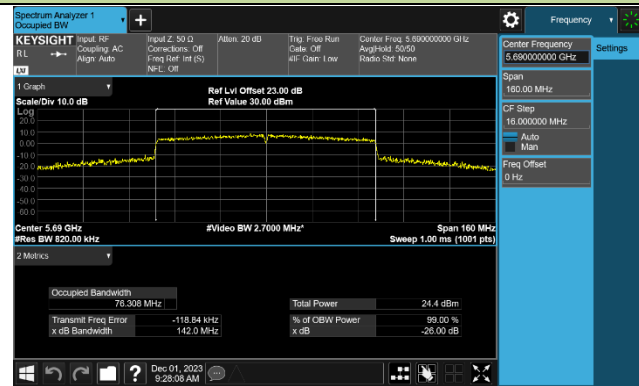 Spectrum Analyzer 1
Occupied BW
Frequency
KEYSIGHT
RL
LXI
Input: RF
Coupling: AC
Align: Auto
Input Z: 50 Ω
Corrections: Off
Freq Ref: Int (S)
NFE: Off
Atten: 20 dB
Trig: Free Run
Gate: Off
#IF Gain: Low
Center Freq: 5.690000000 GHz
Avg|Hold: 50/50
Radio Std: None
Center Frequency
5.690000000 GHz
Settings
Span
160.00 MHz
CF Step
16.000000 MHz
Auto
Man
Freq Offset
0 Hz
1 Graph
Scale/Div 10.0 dB
Ref Lvl Offset 23.00 dB
Ref Value 30.00 dBm
Log
20.0
10.0
0.00
-10.0
-20.0
-30.0
-40.0
-50.0
-60.0
Center 5.69 GHz
#Res BW 820.00 kHz
#Video BW 2.7000 MHz*
Span 160 MHz
Sweep 1.00 ms (1001 pts)
2 Metrics
Occupied Bandwidth
76.308 MHz
Total Power 24.4 dBm
Transmit Freq Error -118.84 kHz
% of OBW Power 99.00 %
x dB Bandwidth 142.0 MHz
x dB -26.00 dB
?
Dec 01, 2023
9:28:08 AM